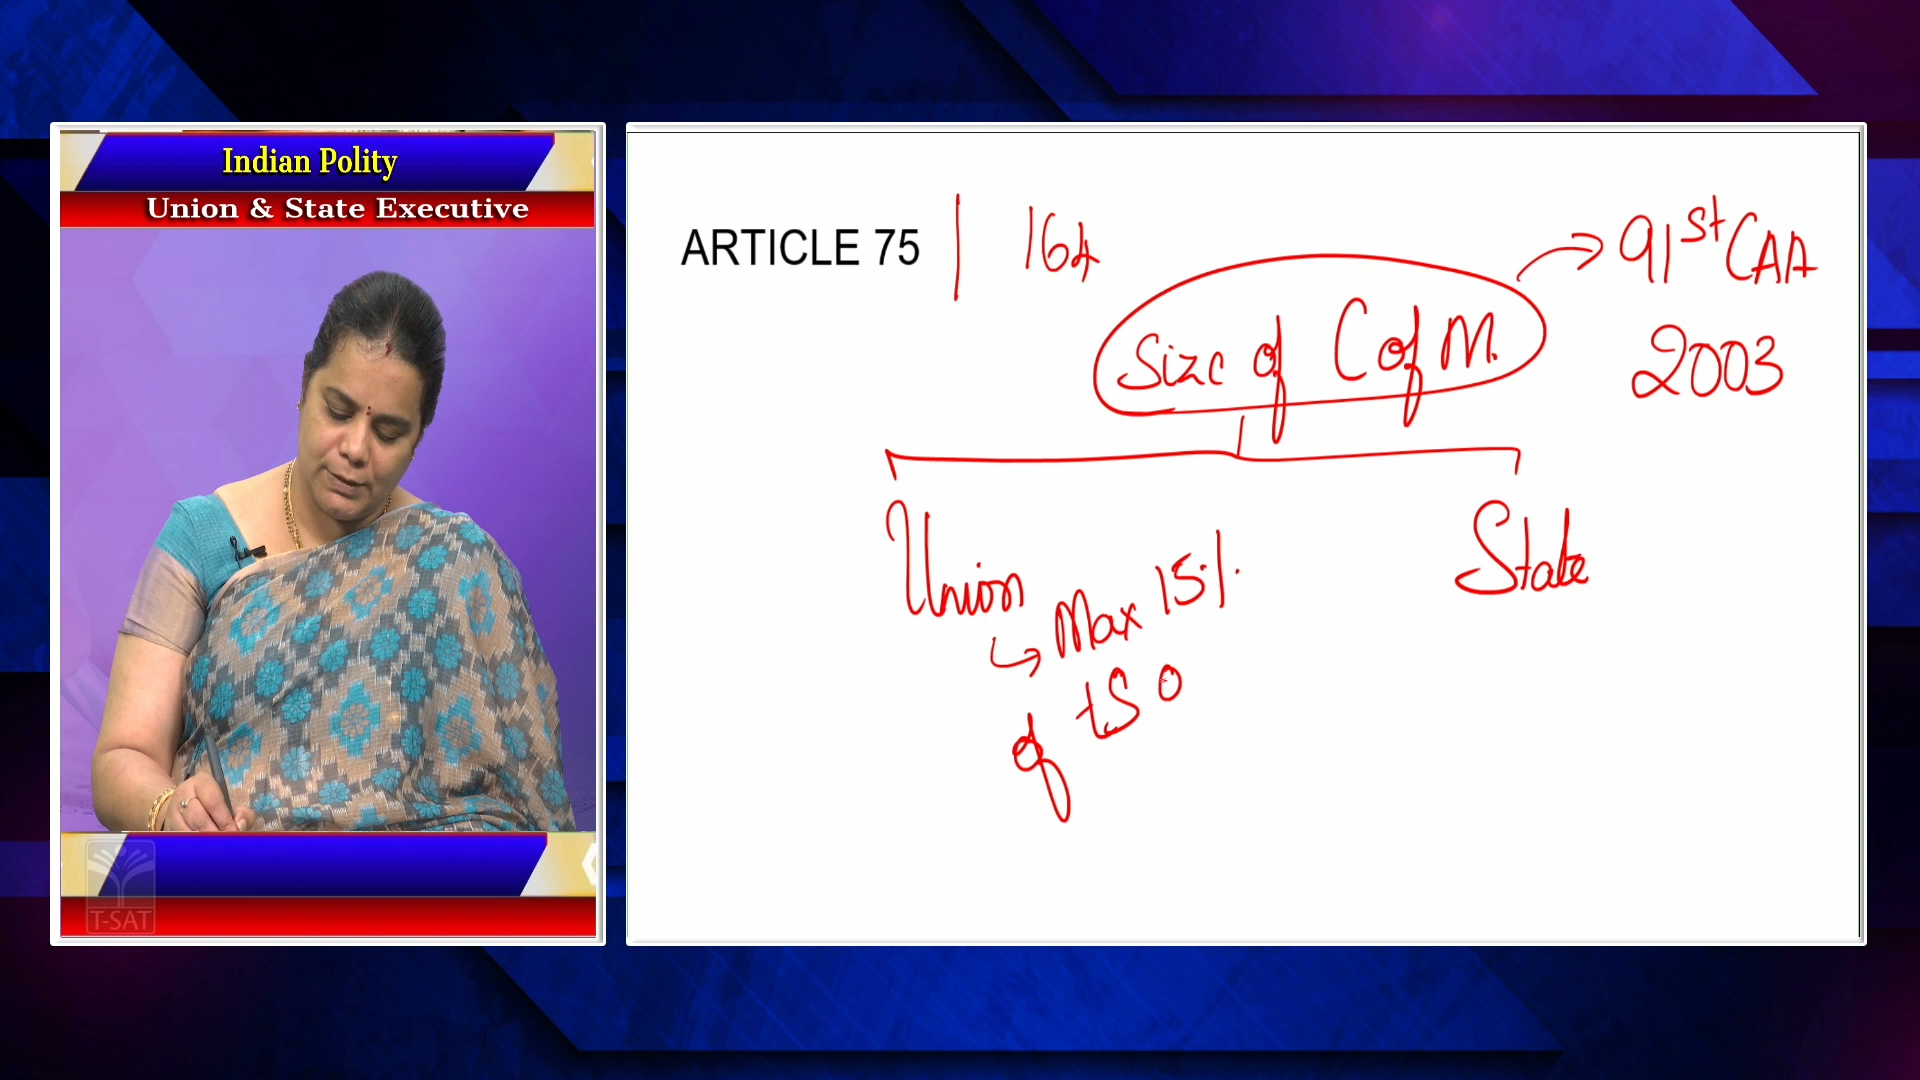 Indian Polity
Union & State Executive
ARTICLE 75 | 164
91st CAA
2003
Size of C of M.
Union
State
Max 15%.
of tS o
T-SAT